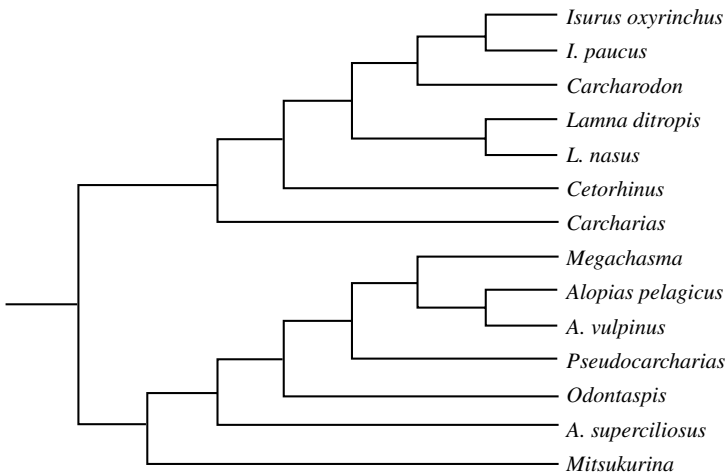 Isurus oxyrinchus
I. paucus
Carcharodon
Lamna ditropis
L. nasus
Cetorhinus
Carcharias
Megachasma
Alopias pelagicus
A. vulpinus
Pseudocarcharias
Odontaspis
A. superciliosus
Mitsukurina